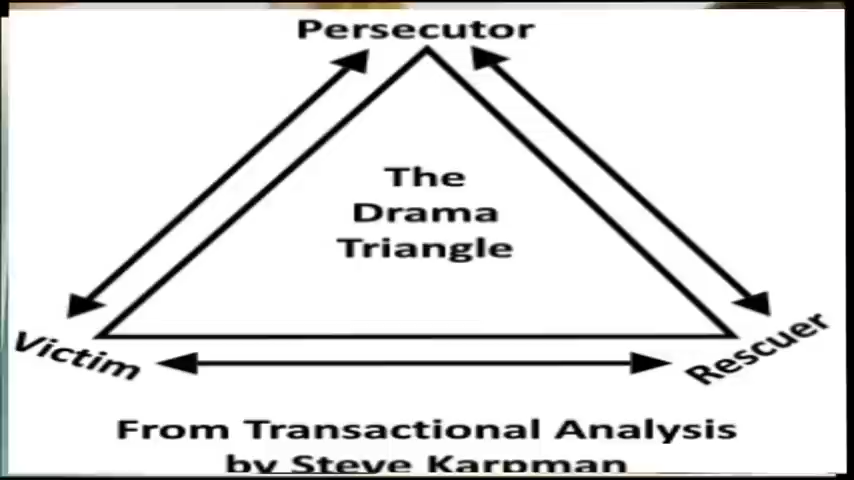 Persecutor
The
Drama
Triangle
Victim
Rescuer
From Transactional Analysis
by Steve Karpman